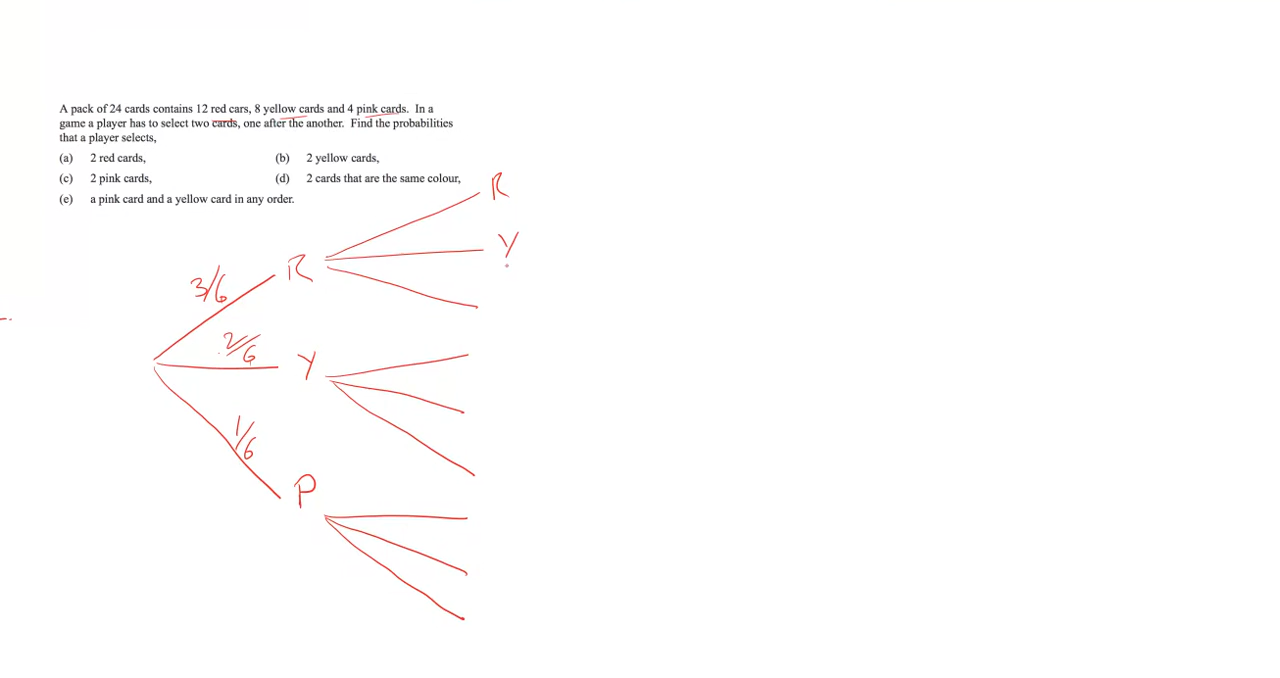 A pack of 24 cards contains 12 red cars, 8 yellow cards and 4 pink cards. In a
game a player has to select two cards, one after the another. Find the probabilities
that a player selects,
(a) 2 red cards, (b) 2 yellow cards,
(c) 2 pink cards, (d) 2 cards that are the same colour,
(e) a pink card and a yellow card in any order.
R
Y
3/6 R
2/6 Y
1/6
P